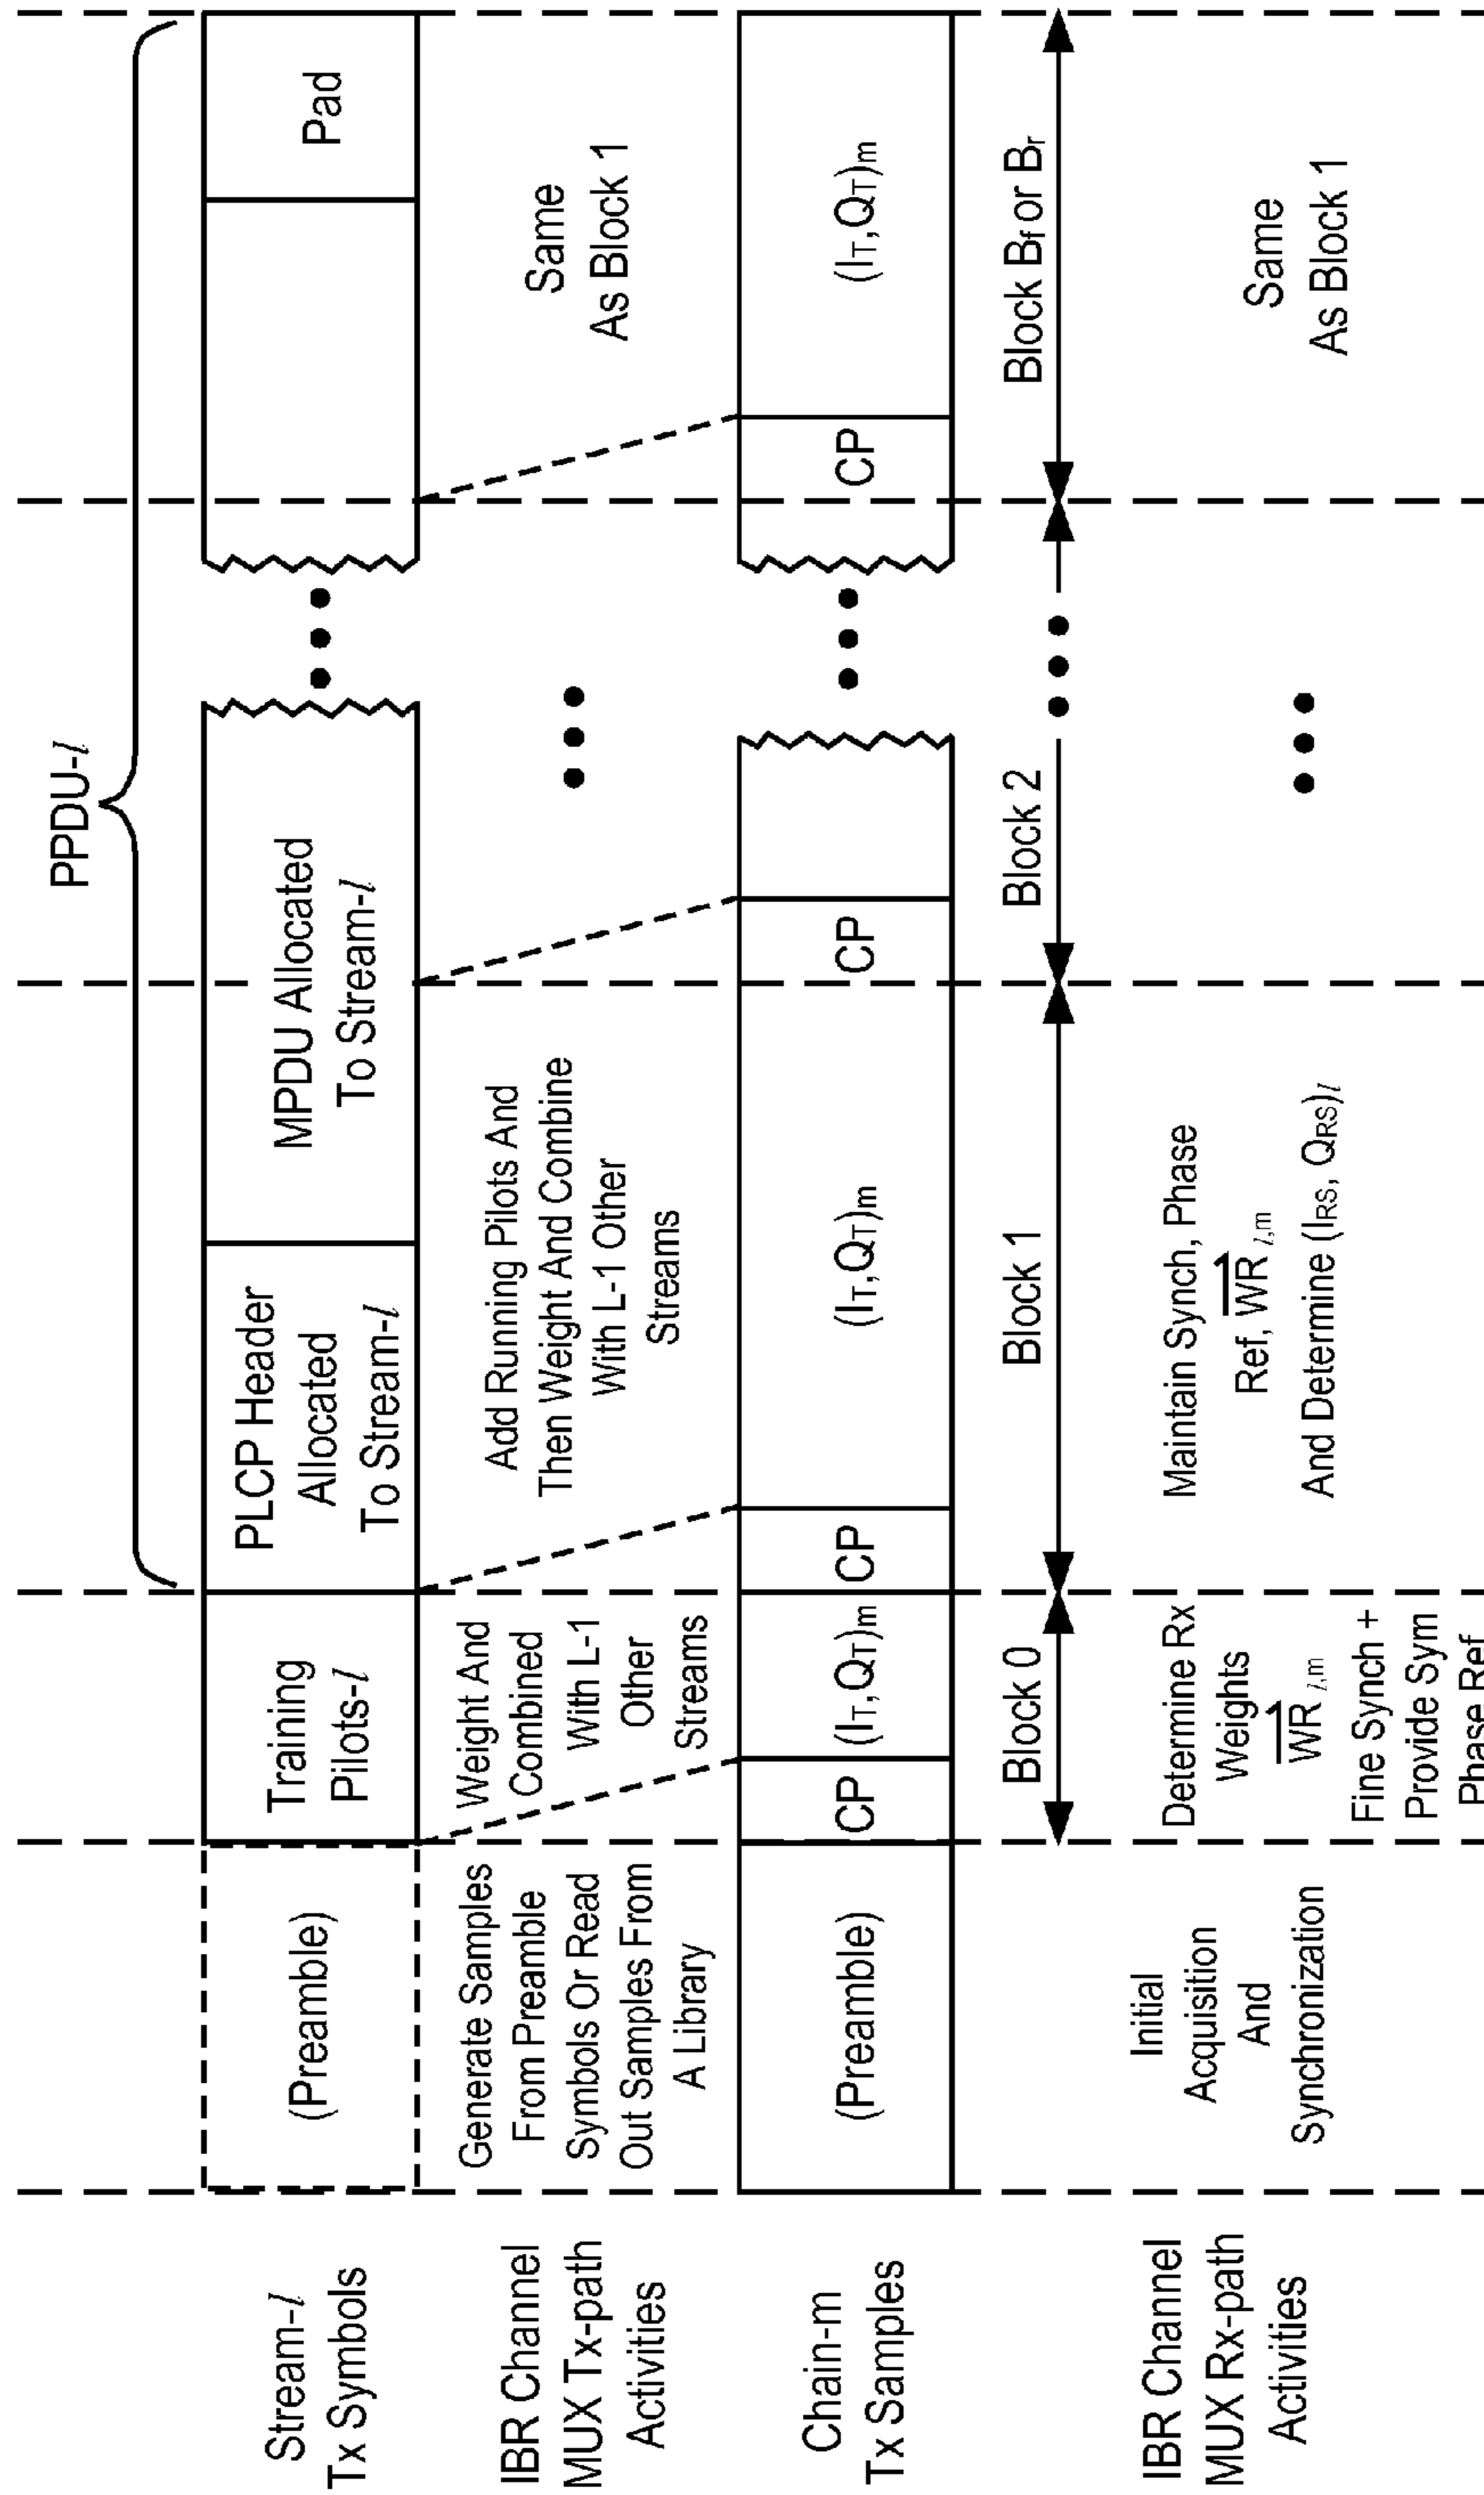 PPDU-l
Stream-l
Tx Symbols
(Preamble)
Training
Pilots-l
PLCP Header
Allocated
To Stream-l
MPDU Allocated
To Stream-l
Pad
IBR Channel
MUX Tx-path
Activities
Generate Samples
From Preamble
Symbols Or Read
Out Samples From
A Library
Weight And
Combined
With L-1
Other
Streams
Add Running Pilots And
Then Weight And Combine
With L-1 Other
Streams
Same
As Block 1
Chain-m
Tx Samples
(Preamble)
CP
(IT,QT)m
CP
(IT,QT)m
CP
CP
(IT,QT)m
Block 0
Block 1
Block 2
Block Bf or Br
IBR Channel
MUX Rx-path
Activities
Initial
Acquisition
And
Synchronization
Determine Rx
Weights
WR l,m
Fine Synch +
Provide Sym
Phase Ref
Maintain Synch, Phase
Ref, WR l,m
And Determine (IRS, QRS)l
Same
As Block 1